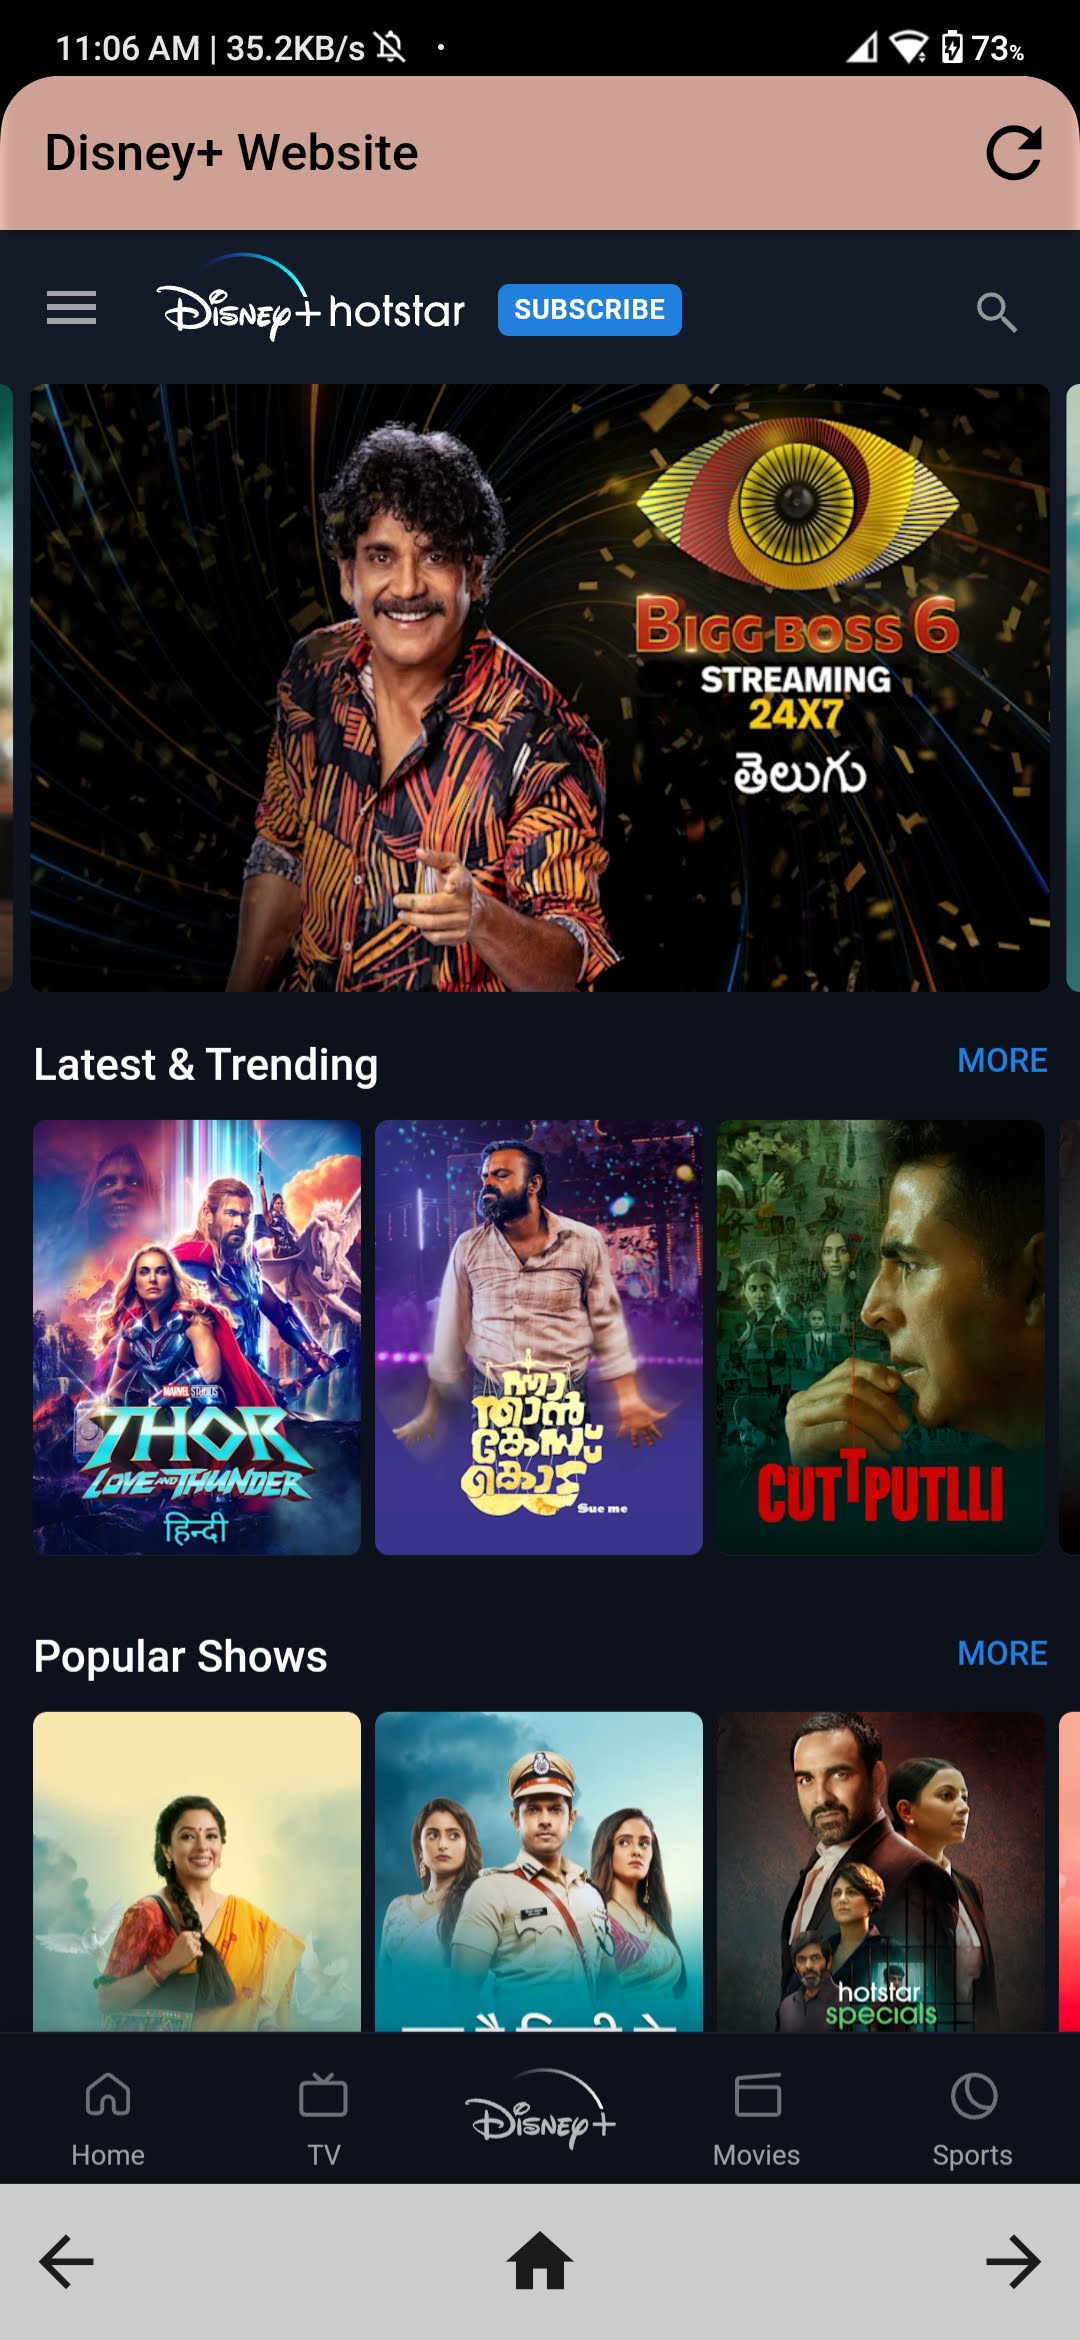 11:06 AM | 35.2KB/s
73%
Disney+ Website
Disney+ hotstar
SUBSCRIBE
BIGG BOSS 6
STREAMING
24X7
తెలుగు
Latest & Trending
MORE
MARVEL STUDIOS
THOR
LOVE AND THUNDER
हिन्दी
ന്നാ
താൻ
കേസ്
കൊട്
Sue me
CUTTPUTLLI
Popular Shows
MORE
hotstar
specials
Home
TV
Disney+
Movies
Sports